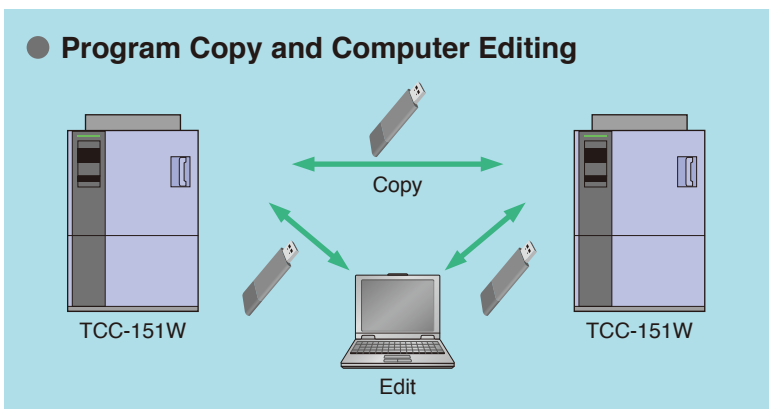 Program Copy and Computer Editing
Copy
TCC-151W
TCC-151W
Edit